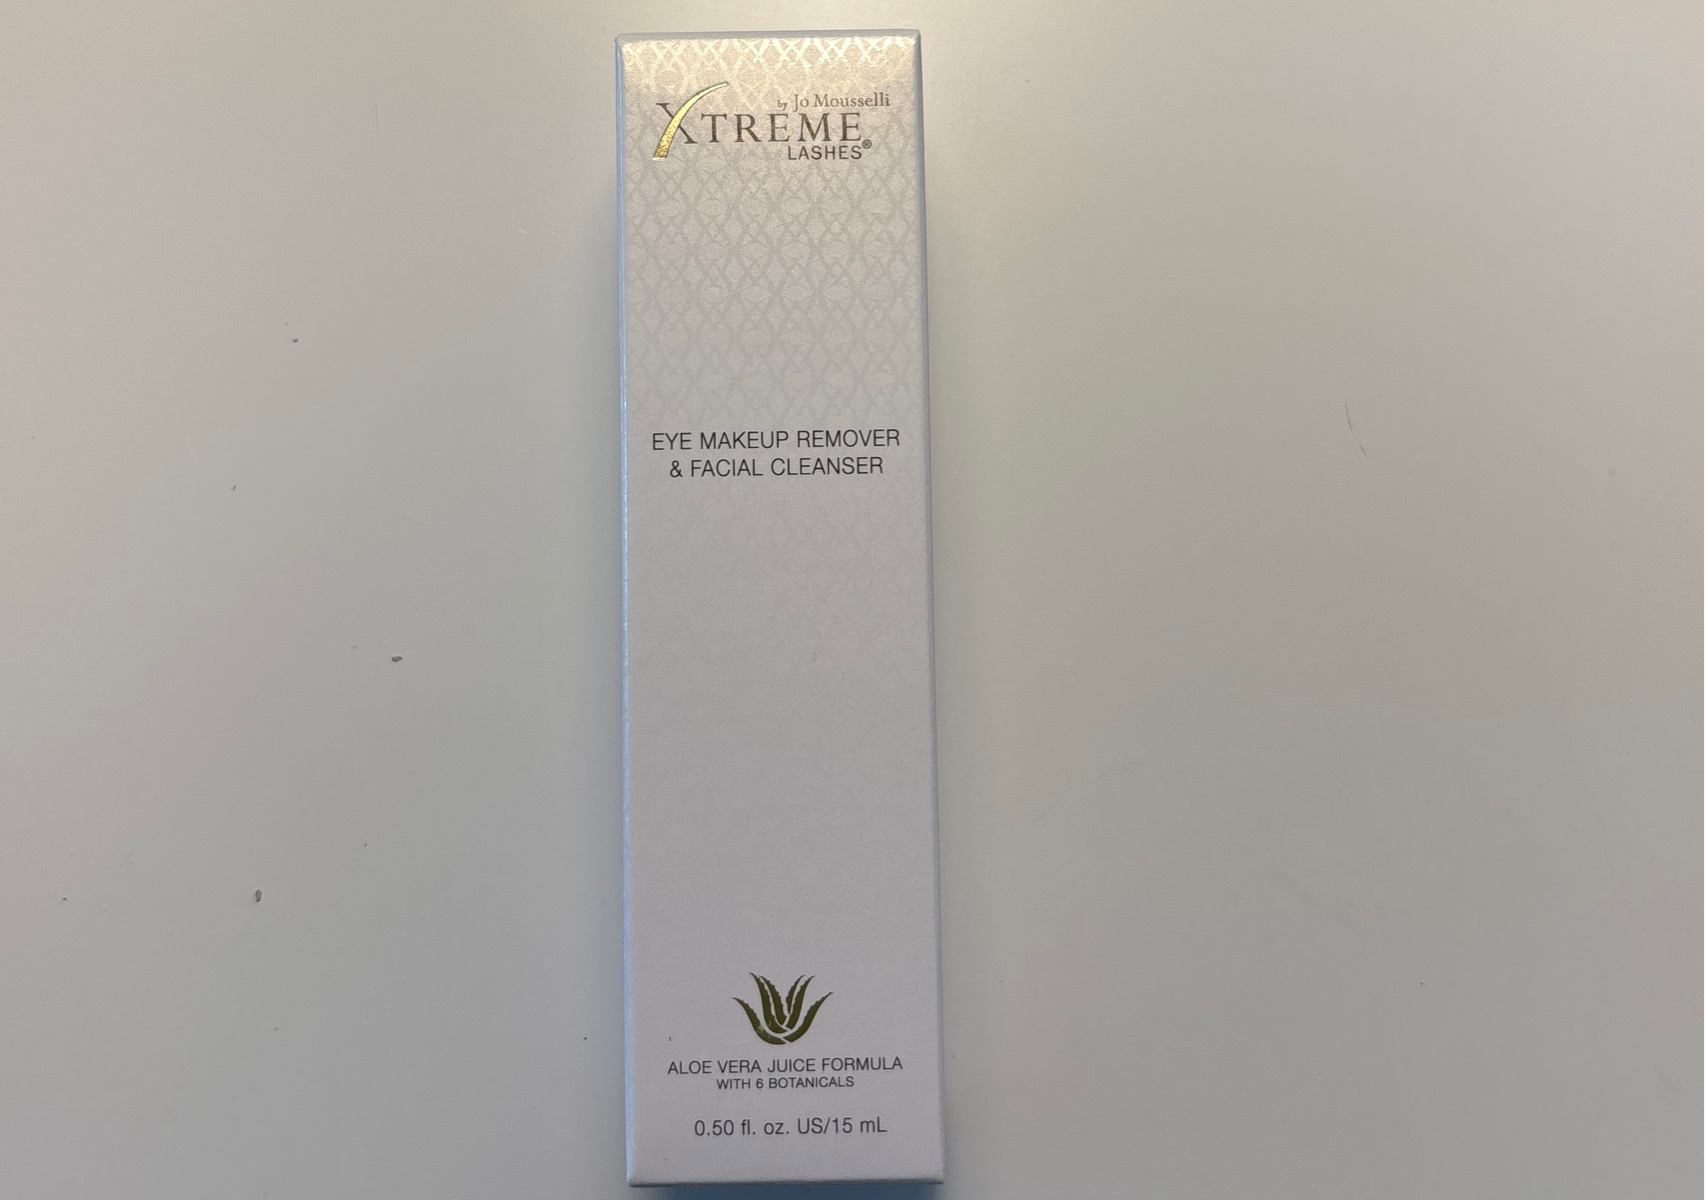 by Jo Mousselli
XTREME
LASHES®
EYE MAKEUP REMOVER
& FACIAL CLEANSER
ALOE VERA JUICE FORMULA
WITH 6 BOTANICALS
0.50 fl. oz. US/15 mL